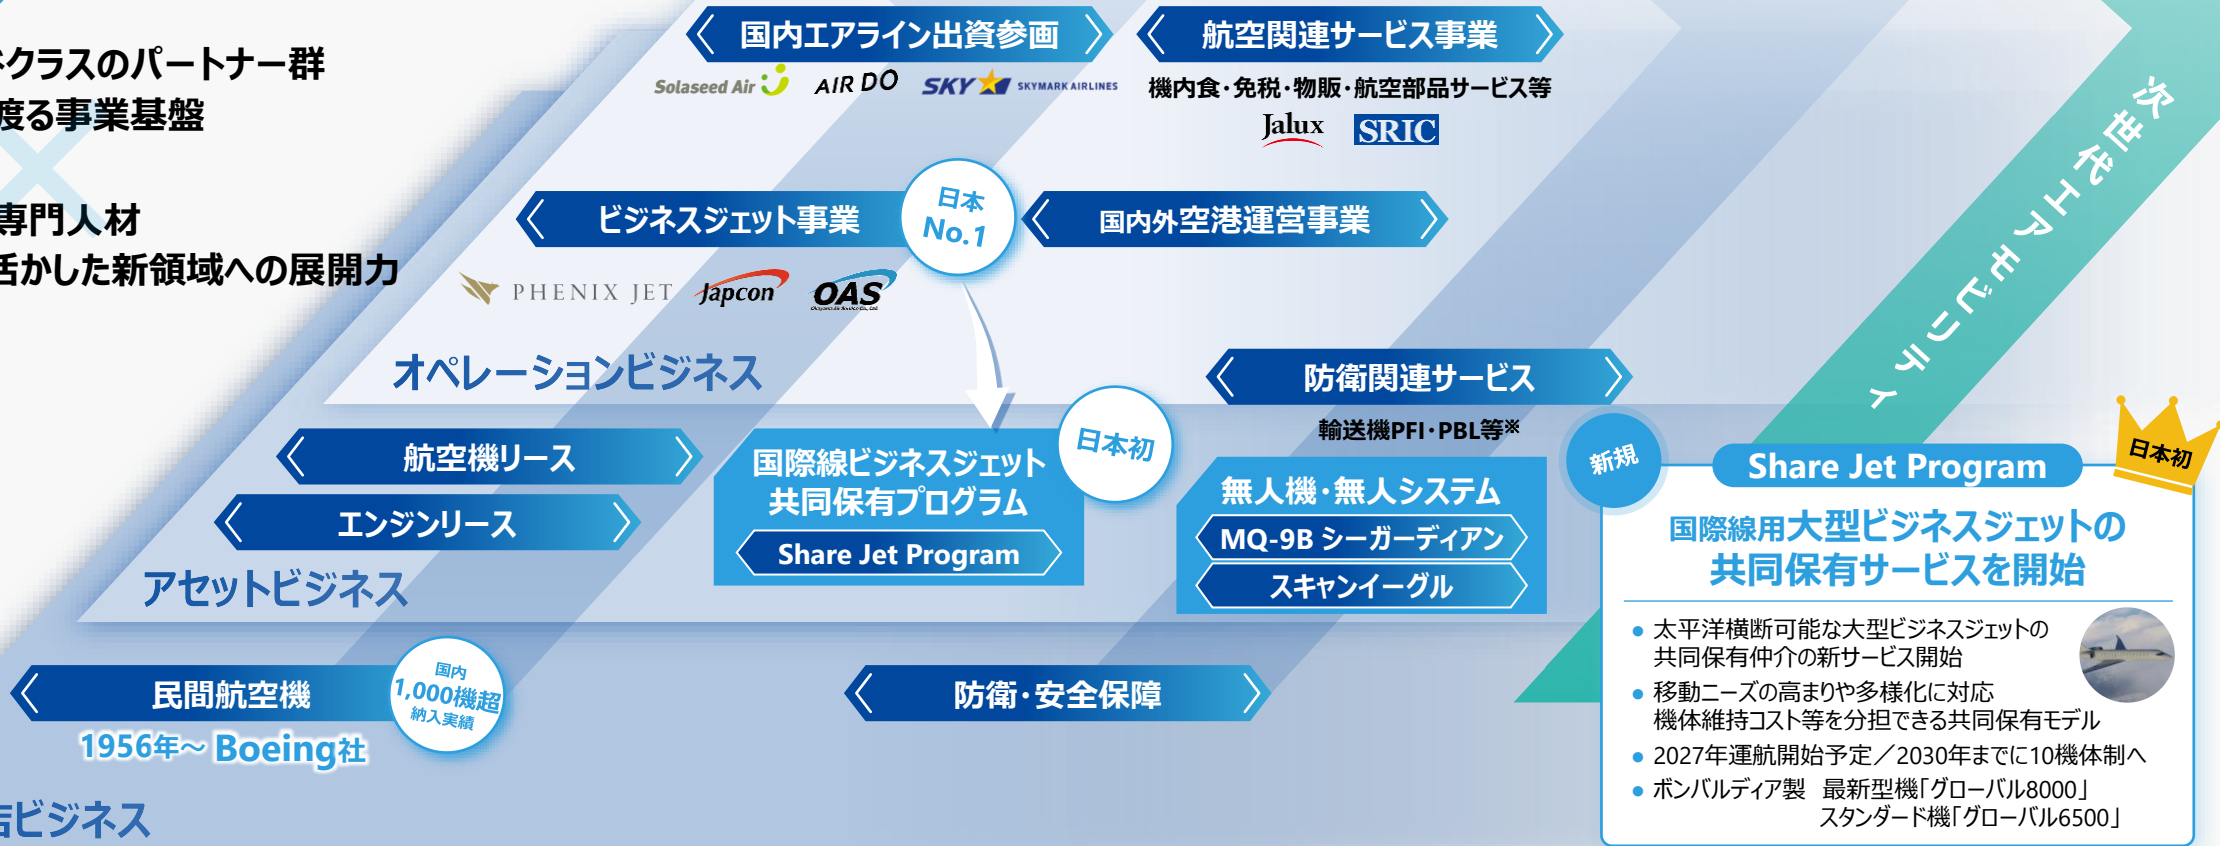 クラスのパートナー群
渡る事業基盤
専門人材
活かした新領域への展開力
国内エアライン出資参画
Solaseed Air
AIR DO
SKY SKYMARK AIRLINES
航空関連サービス事業
機内食・免税・物販・航空部品サービス等
Jalux
SRIC
ビジネスジェット事業
日本
No.1
国内外空港運営事業
PHENIX JET
Japcon
OAS
オペレーションビジネス
次世代エアモビリティ
防衛関連サービス
輸送機PFI・PBL等※
航空機リース
エンジンリース
アセットビジネス
国際線ビジネスジェット
共同保有プログラム
Share Jet Program
日本初
無人機・無人システム
MQ-9B シーガーディアン
スキャンイーグル
新規
Share Jet Program
日本初
国際線用大型ビジネスジェットの
共同保有サービスを開始
● 太平洋横断可能な大型ビジネスジェットの
共同保有仲介の新サービス開始
● 移動ニーズの高まりや多様化に対応
機体維持コスト等を分担できる共同保有モデル
● 2027年運航開始予定／2030年までに10機体制へ
● ボンバルディア製 最新型機「グローバル8000」
スタンダード機「グローバル6500」
民間航空機
国内
1,000機超
納入実績
1956年～ Boeing社
防衛・安全保障
ビジネス